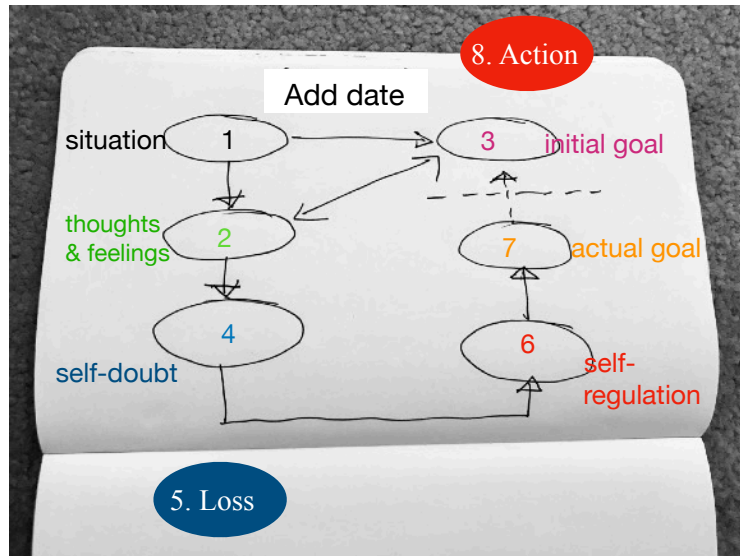 8. Action
Add date
situation
1
3
initial goal
thoughts
& feelings
2
7
actual goal
4
6
self-doubt
self-
regulation
5. Loss